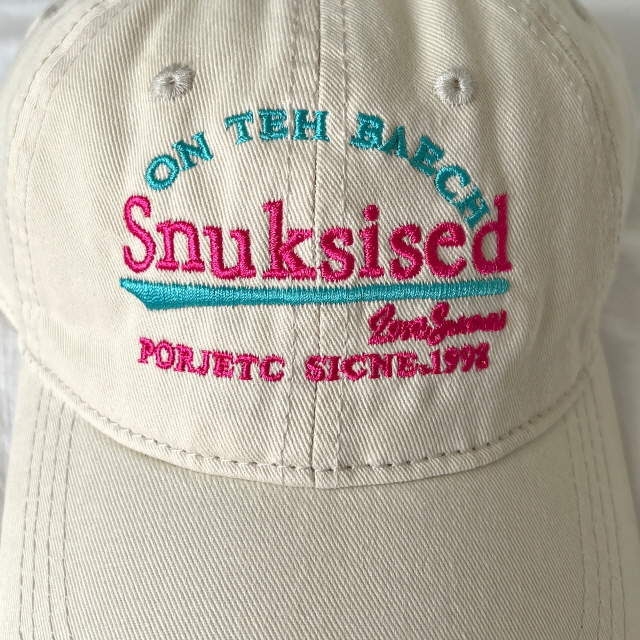 ON TEH BAECH
Snuksised
PORJETC SICNE.1998